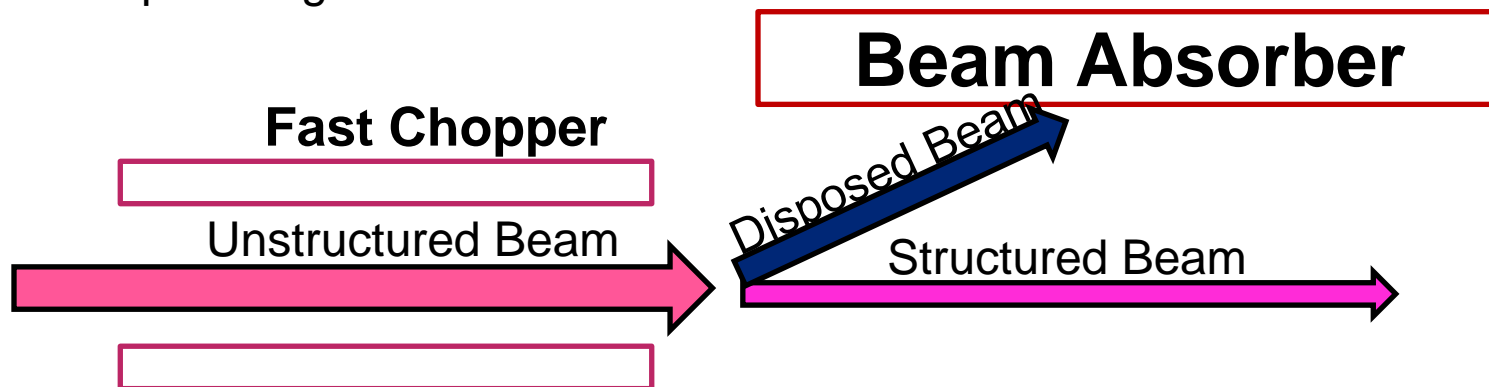 Beam Absorber
Fast Chopper
Disposed Beam
Unstructured Beam
Structured Beam